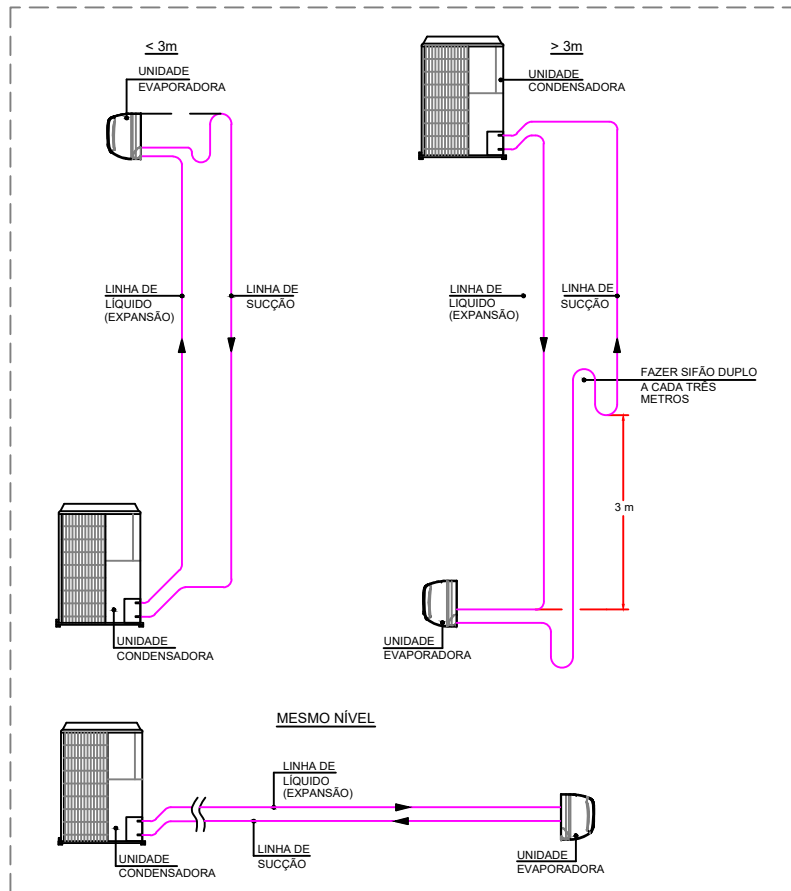 < 3m
UNIDADE
EVAPORADORA
LINHA DE
LÍQUIDO
(EXPANSÃO)
LINHA DE
SUCÇÃO
UNIDADE
CONDENSADORA
> 3m
UNIDADE
CONDENSADORA
LINHA DE
LIQUIDO
(EXPANSÃO)
LINHA DE
SUCÇÃO
FAZER SIFÃO DUPLO
A CADA TRÊS
METROS
3 m
UNIDADE
EVAPORADORA
MESMO NÍVEL
LINHA DE
LÍQUIDO
(EXPANSÃO)
LINHA DE
SUCÇÃO
UNIDADE
CONDENSADORA
UNIDADE
EVAPORADORA